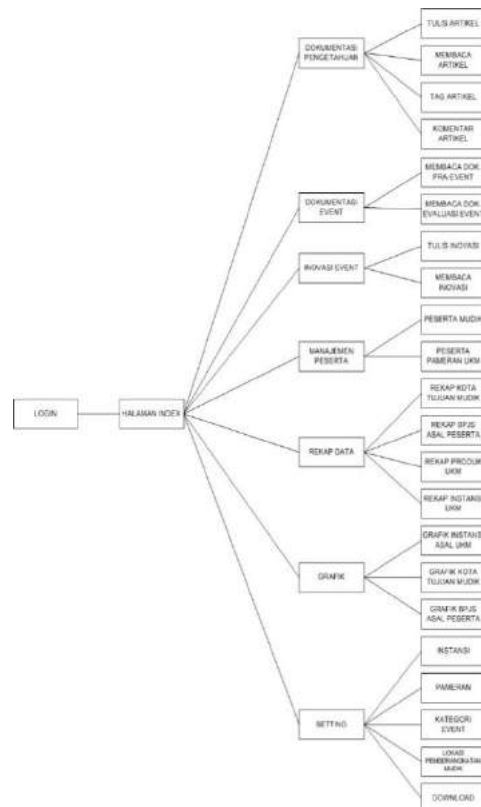 TULIS ARTIKEL
DOKUMENTASI
PENGETAHUAN
MEMBACA
ARTIKEL
TAG ARTIKEL
KOMENTAR
ARTIKEL
MEMBACA DOK.
PRA-EVENT
DOKUMENTASI
EVENT
MEMBACA DOK.
EVALUASI EVENT
TULIS INOVASI
INOVASI EVENT
MEMBACA
INOVASI
PESERTA MUDIK
MANAJEMEN
PESERTA
PESERTA
PAMERAN UKM
LOGIN
HALAMAN INDEX
REKAP KOTA
TUJUAN MUDIK
REKAP BPJS
ASAL PESERTA
REKAP DATA
REKAP PRODUK
UKM
REKAP INSTANSI
UKM
GRAFIK INSTANSI
ASAL UKM
GRAFIK
GRAFIK KOTA
TUJUAN MUDIK
GRAFIK BPJS
ASAL PESERTA
INSTANSI
PAMERAN
SETTING
KATEGORI
EVENT
LOKASI
PEMBERANGKATAN
MUDIK
DOWNLOAD